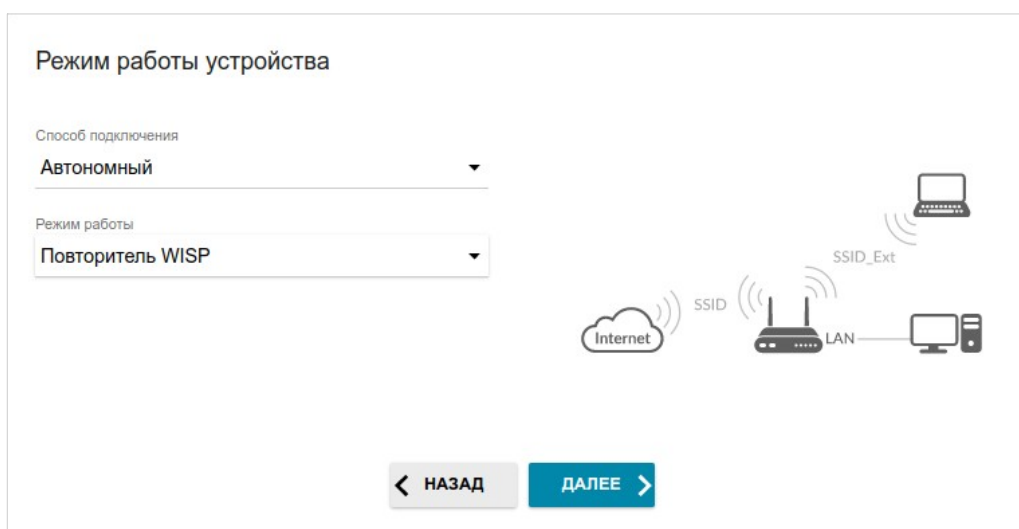 Режим работы устройства
Способ подключения
Автономный
Режим работы
Повторитель WISP
SSID_Ext
SSID
Internet
LAN
НАЗАД
ДАЛЕЕ